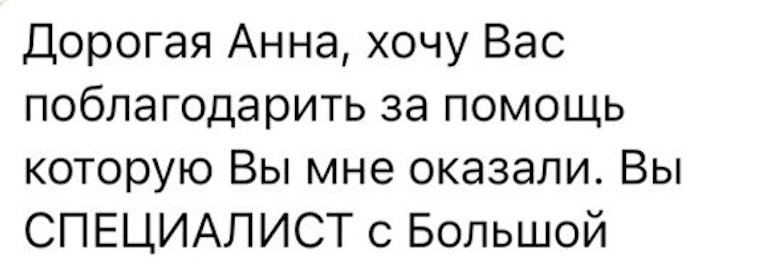 Дорогая Анна, хочу Вас
поблагодарить за помощь
которую Вы мне оказали. Вы
СПЕЦИАЛИСТ с Большой